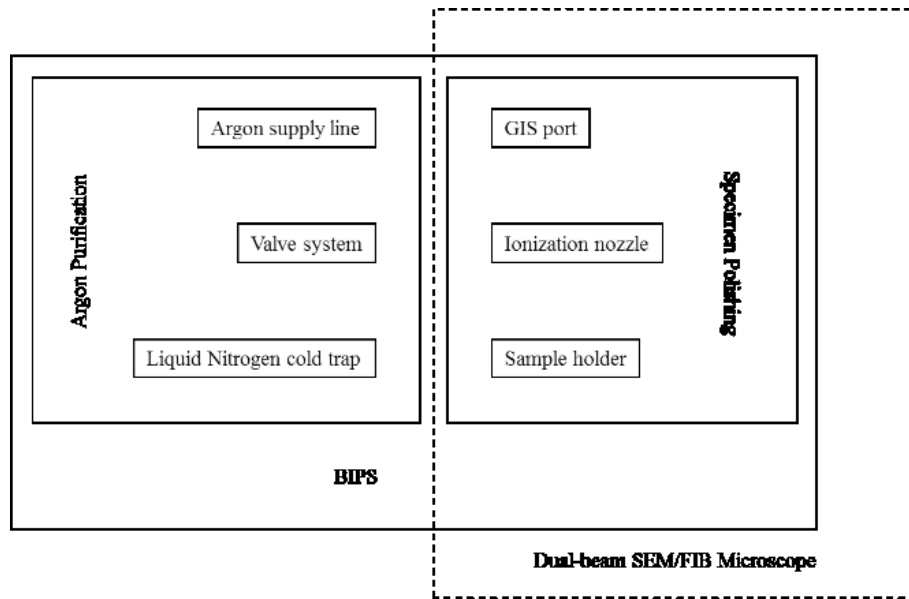 Argon Purification
Argon supply line
Valve system
Liquid Nitrogen cold trap
GIS port
Ionization nozzle
Sample holder
Specimen Polishing
BIPS
Dual-beam SEM/FIB Microscope